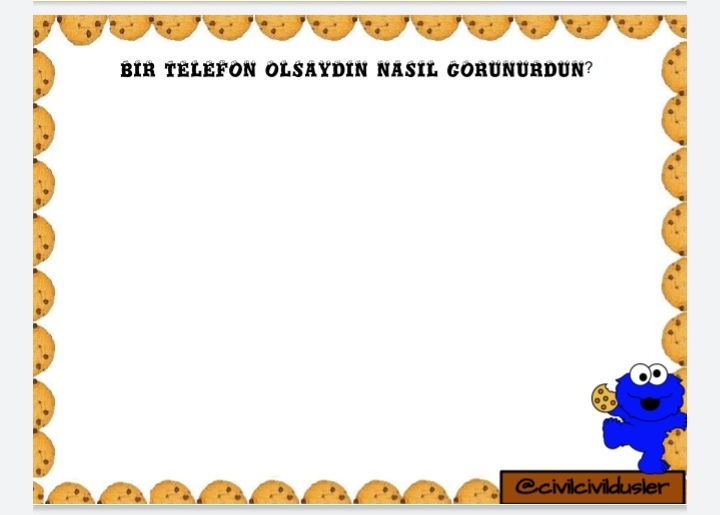 BIR TELEFON OLSAYDIN NASIL GORUNURDUN?
@civilcivildusler